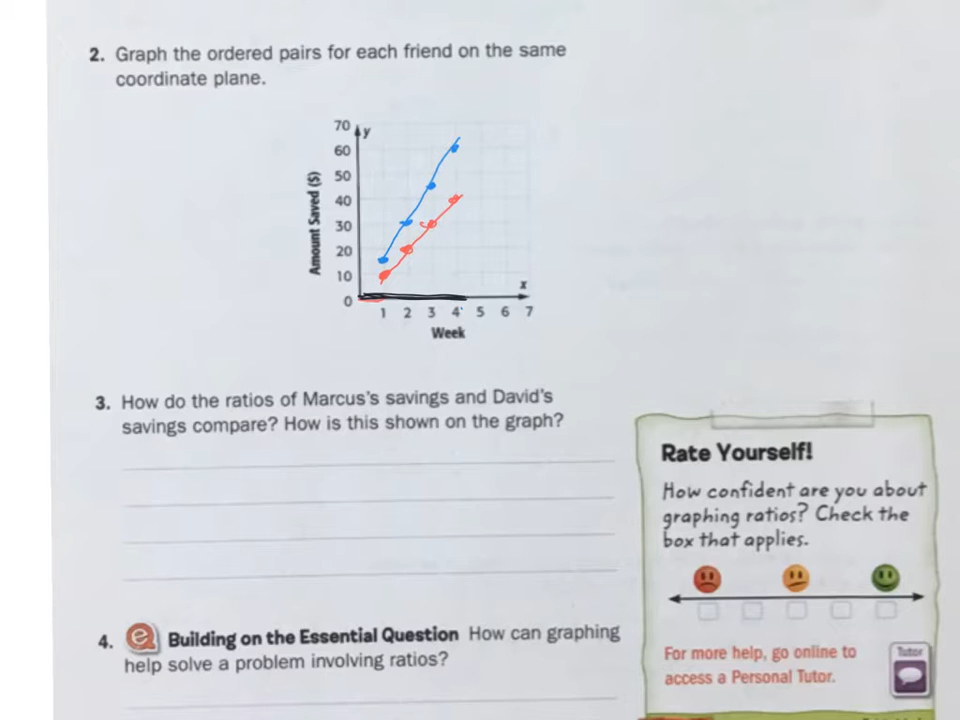 2. Graph the ordered pairs for each friend on the same
coordinate plane.
70
y
60
50
40
30
20
10
0
Amount Saved ($)
x
1 2 3 4 5 6 7
Week
3. How do the ratios of Marcus's savings and David's
savings compare? How is this shown on the graph?
Rate Yourself!
How confident are you about
graphing ratios? Check the
box that applies.
For more help, go online to
access a Personal Tutor.
Tutor
4. e Building on the Essential Question How can graphing
help solve a problem involving ratios?